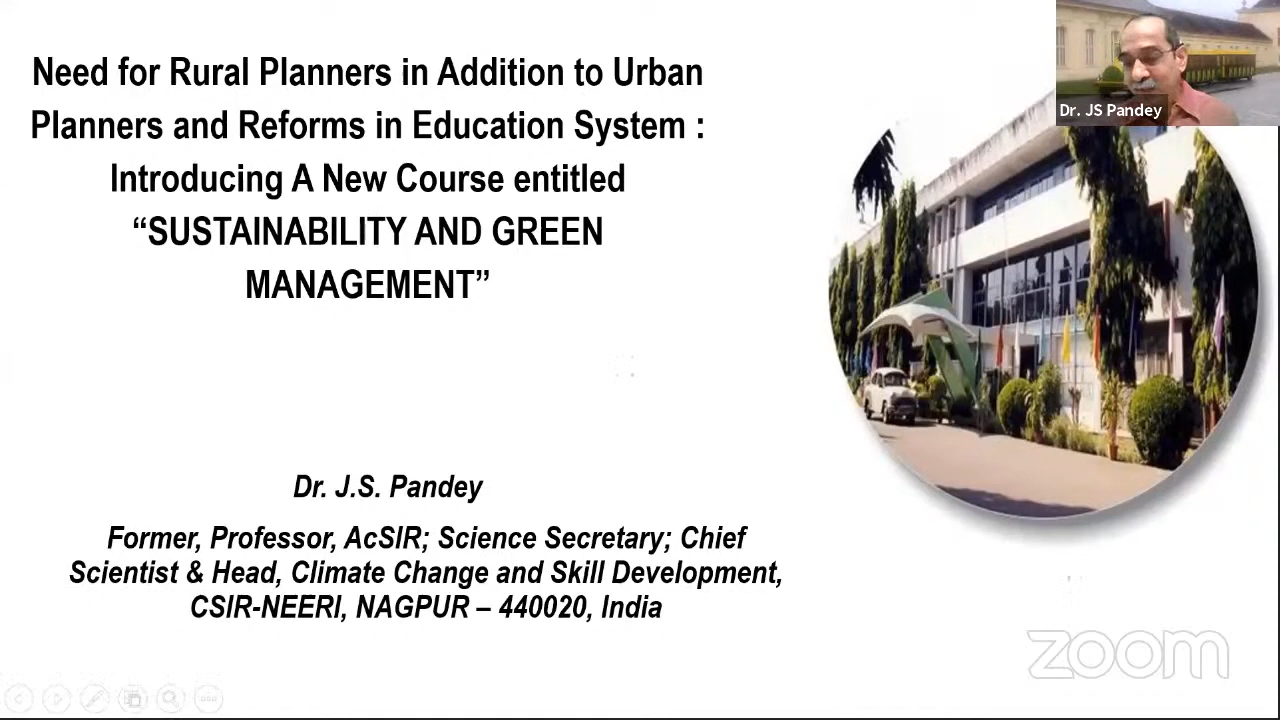 Need for Rural Planners in Addition to Urban
Planners and Reforms in Education System :
Introducing A New Course entitled
“SUSTAINABILITY AND GREEN
MANAGEMENT”
Dr. JS Pandey
Dr. J.S. Pandey
Former, Professor, AcSIR; Science Secretary; Chief
Scientist & Head, Climate Change and Skill Development,
CSIR-NEERI, NAGPUR – 440020, India
zoom